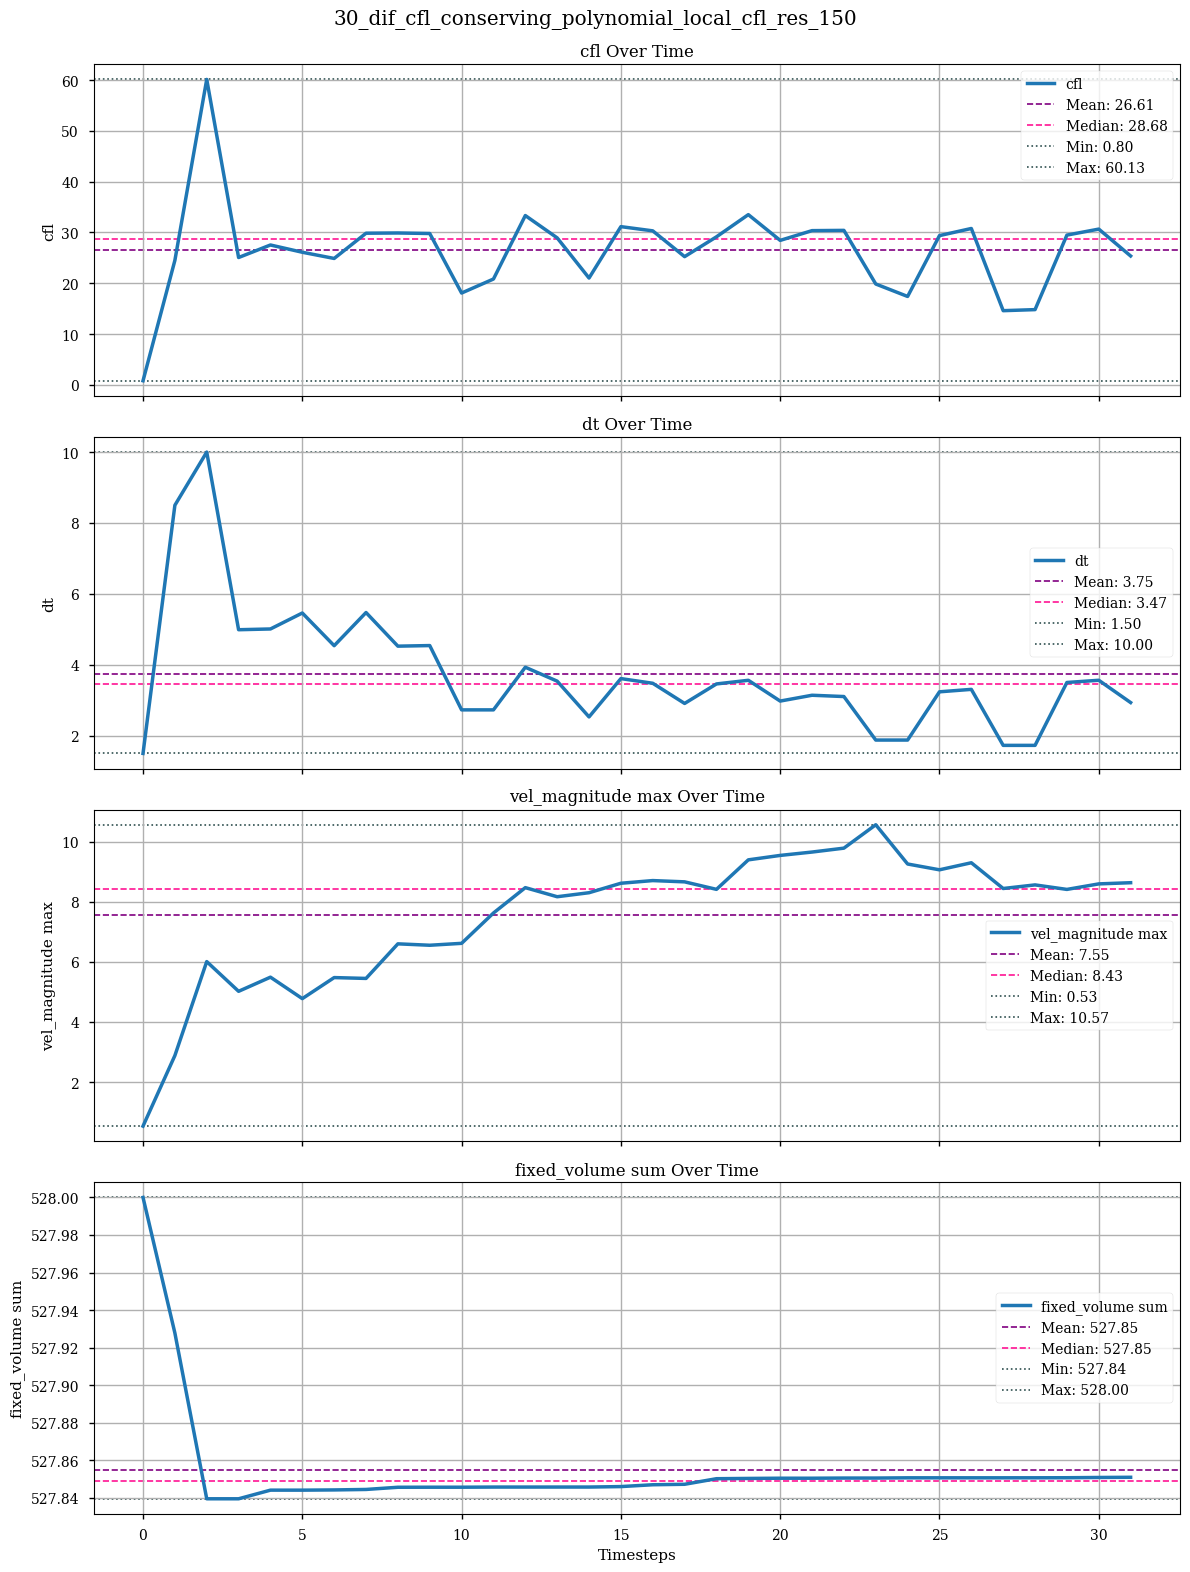 30_dif_cfl_conserving_polynomial_local_cfl_res_150
cfl Over Time
60
50
40
30
20
10
0
cfl
cfl
Mean: 26.61
Median: 28.68
Min: 0.80
Max: 60.13
dt Over Time
10
8
6
4
2
dt
dt
Mean: 3.75
Median: 3.47
Min: 1.50
Max: 10.00
vel_magnitude max Over Time
10
8
6
4
2
vel_magnitude max
vel_magnitude max
Mean: 7.55
Median: 8.43
Min: 0.53
Max: 10.57
fixed_volume sum Over Time
528.00
527.98
527.96
527.94
527.92
527.90
527.88
527.86
527.84
fixed_volume sum
fixed_volume sum
Mean: 527.85
Median: 527.85
Min: 527.84
Max: 528.00
0 5 10 15 20 25 30
Timesteps